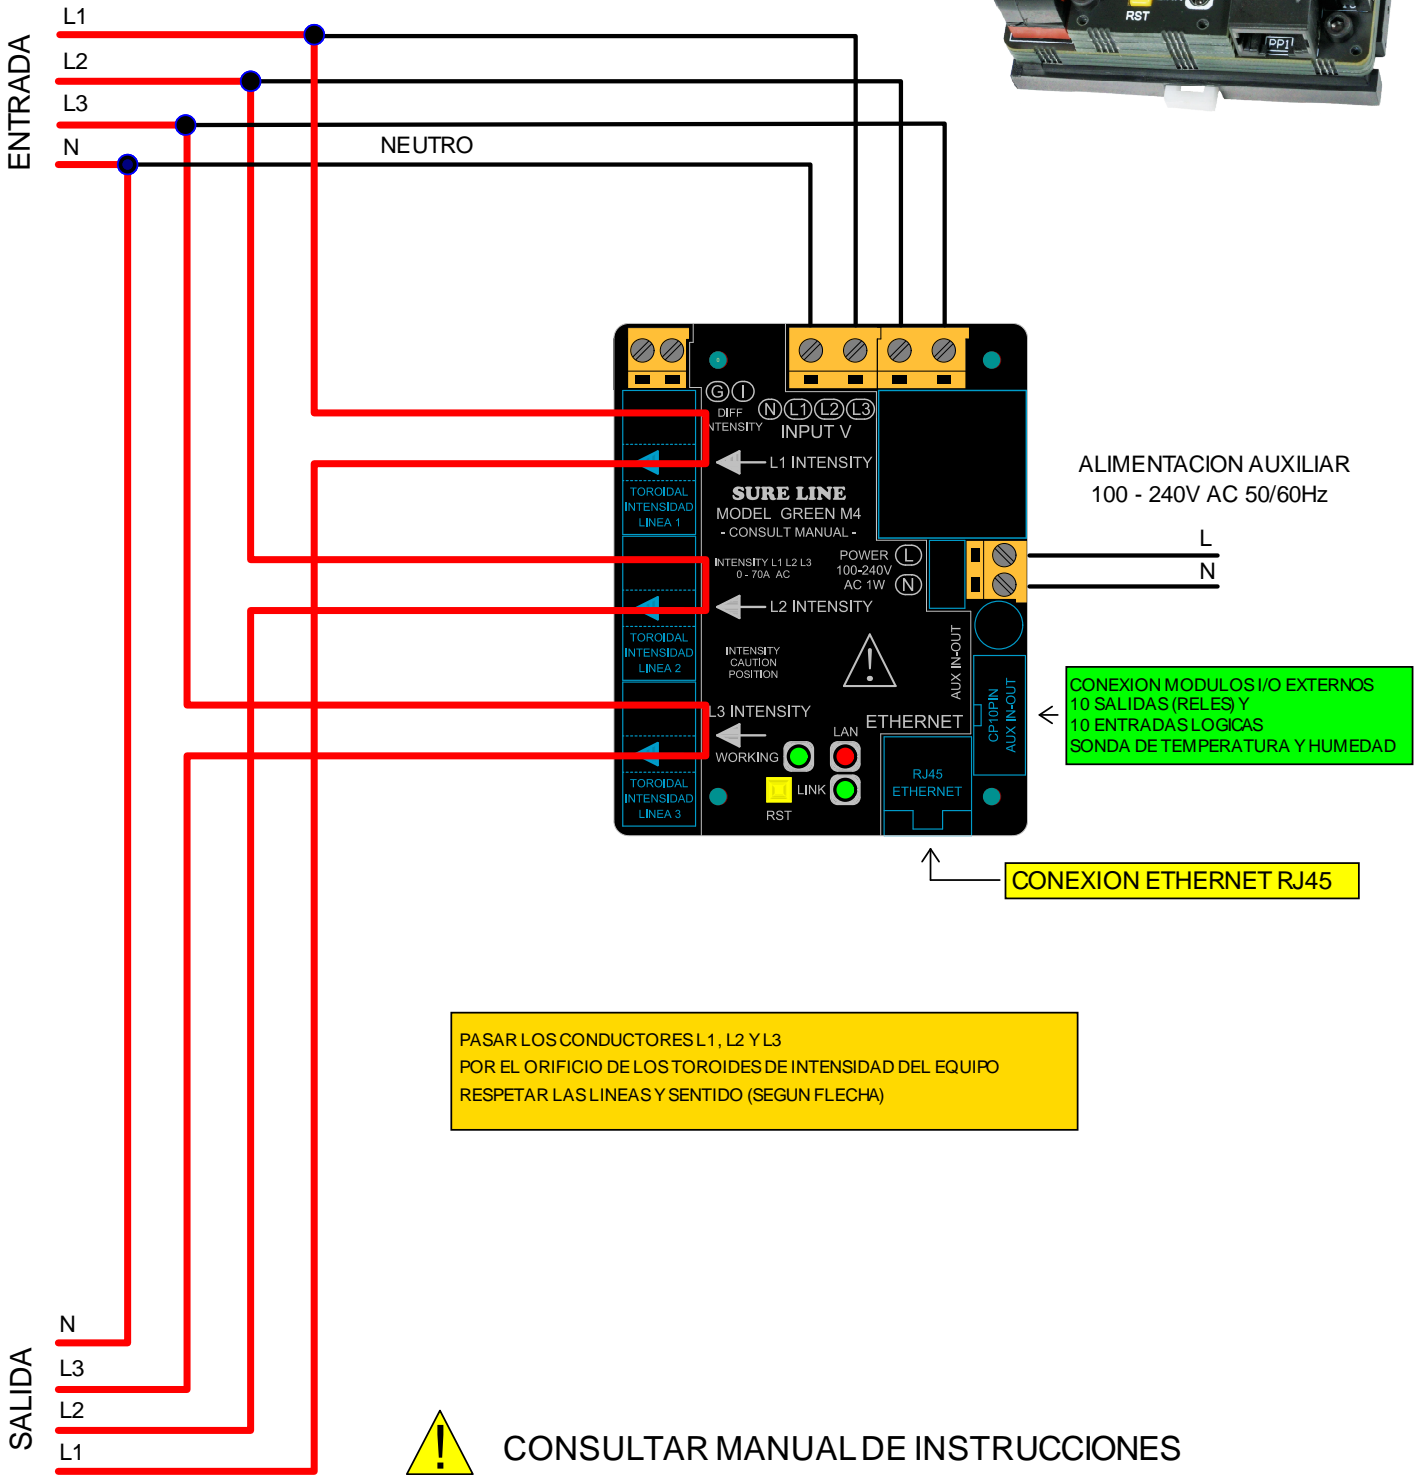 ENTRADA
L1
L2
L3
N
NEUTRO
RST
PP1
G I
DIFF
INTENSITY
N L1 L2 L3
INPUT V
L1 INTENSITY
TOROIDAL
INTENSIDAD
LINEA 1
SURE LINE
MODEL GREEN M4
- CONSULT MANUAL -
INTENSITY L1 L2 L3
0 - 70A AC
POWER
100-240V
AC 1W
L
N
L2 INTENSITY
TOROIDAL
INTENSIDAD
LINEA 2
INTENSITY
CAUTION
POSITION
L3 INTENSITY
WORKING
LAN
LINK
RST
TOROIDAL
INTENSIDAD
LINEA 3
ETHERNET
RJ45
ETHERNET
AUX IN-OUT
CP10PIN
AUX IN-OUT
ALIMENTACION AUXILIAR
100 - 240V AC 50/60Hz
L
N
CONEXION MODULOS I/O EXTERNOS
10 SALIDAS (RELES) Y
10 ENTRADAS LOGICAS
SONDA DE TEMPERATURA Y HUMEDAD
CONEXION ETHERNET RJ45
PASAR LOS CONDUCTORES L1, L2 Y L3
POR EL ORIFICIO DE LOS TOROIDES DE INTENSIDAD DEL EQUIPO
RESPETAR LAS LINEAS Y SENTIDO (SEGUN FLECHA)
SALIDA
N
L3
L2
L1
! CONSULTAR MANUAL DE INSTRUCCIONES